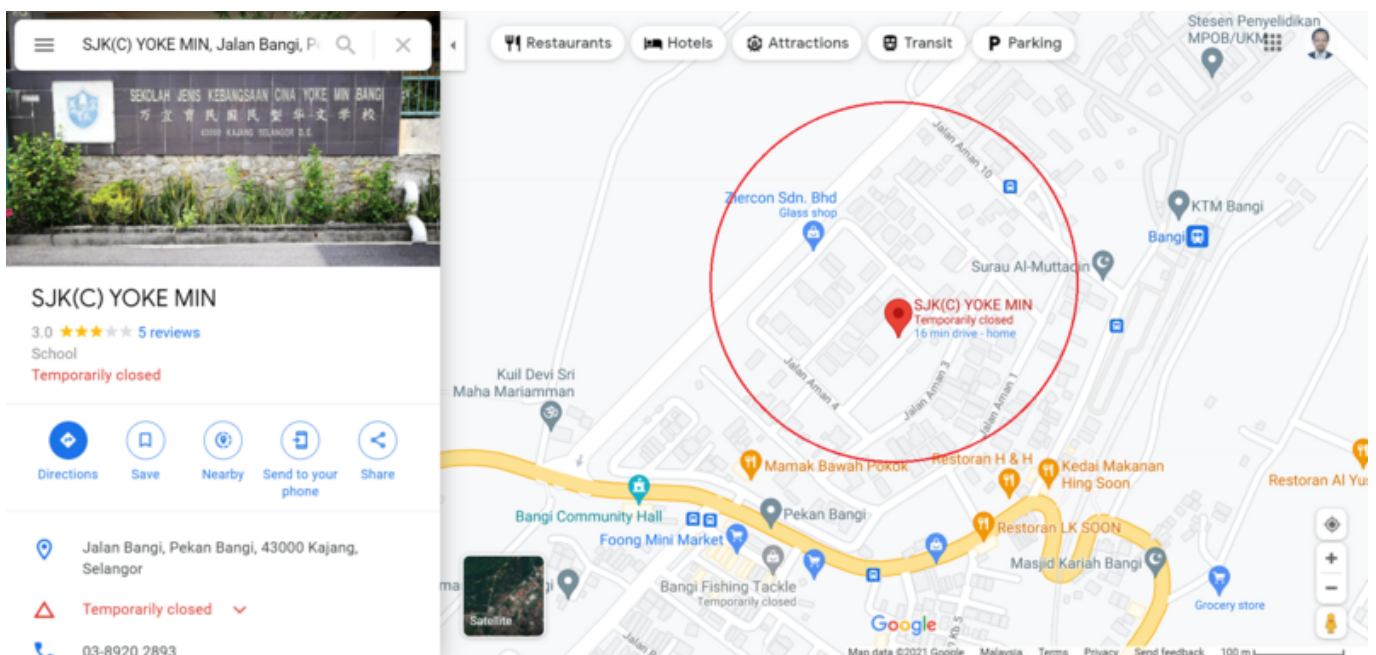 SJK(C) YOKE MIN, Jalan Bangi, P
SEKOLAH JENIS KEBANGSAAN CINA YOKE MIN BANGI
万宜育民国民型华文学校
43000 KAJANG SELANGOR D.E.
SJK(C) YOKE MIN
3.0 5 reviews
School
Temporarily closed
Directions
Save
Nearby
Send to your
phone
Share
Jalan Bangi, Pekan Bangi, 43000 Kajang,
Selangor
Temporarily closed
03-8920 2893
Restaurants
Hotels
Attractions
Transit
P Parking
Stesen Penyelidikan
MPOB/UKM
Jalan Aman 10
Ziercon Sdn. Bhd
Glass shop
KTM Bangi
Bangi
Surau Al-Muttaqin
SJK(C) YOKE MIN
Temporarily closed
16 min drive - home
Kuil Devi Sri
Maha Mariamman
Jalan Aman 4
Jalan Aman 3
Jalan Aman 1
Mamak Bawah Pokok
Restoran H & H
Kedai Makanan
Hing Soon
Restoran Al Yus
Bangi Community Hall
Pekan Bangi
Foong Mini Market
Restoran LK SOON
Masjid Kariah Bangi
Bangi Fishing Tackle
Temporarily closed
Grocery store
Satellite
Google
Map data ©2021 Google
Malaysia
Terms
Privacy
Send feedback
100 m